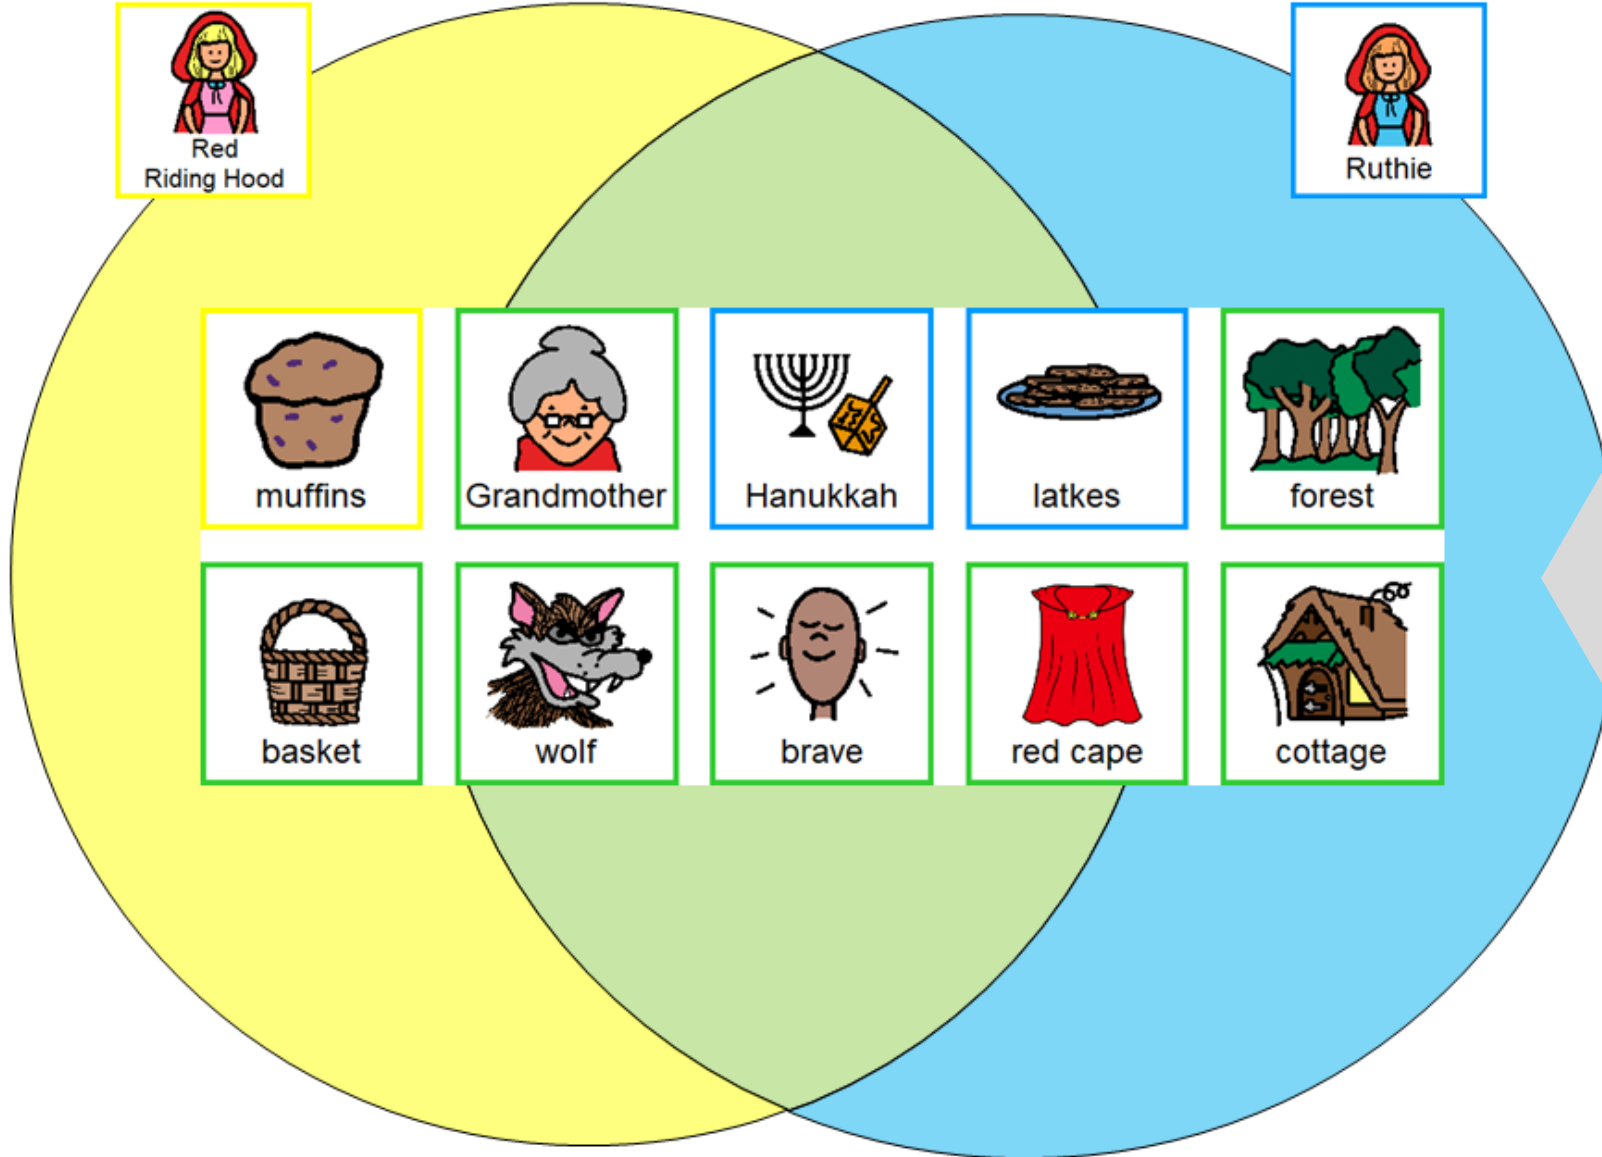 Red
Riding Hood
Ruthie
muffins
Grandmother
Hanukkah
latkes
forest
basket
wolf
brave
red cape
cottage